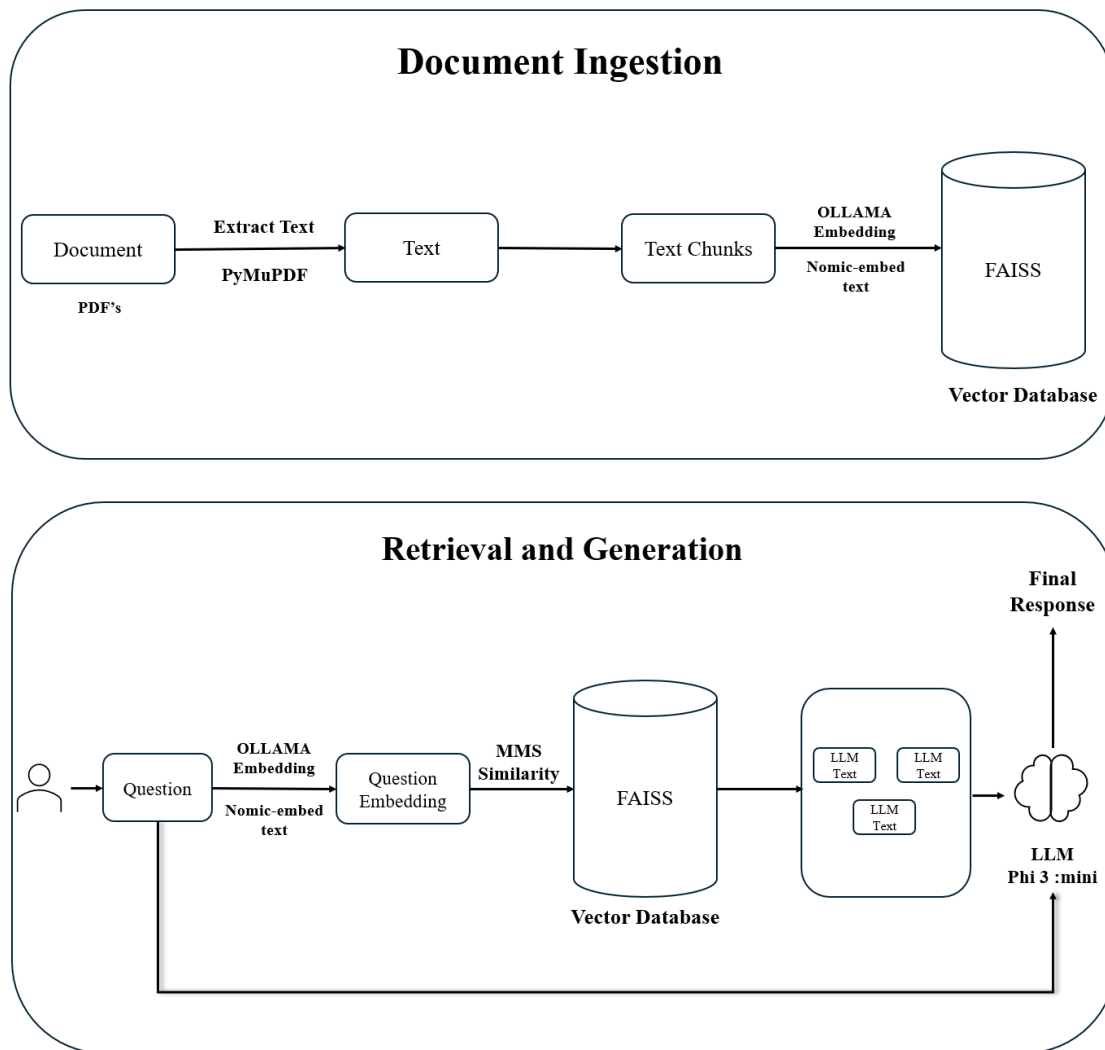 Document Ingestion
Document
PDF's
Extract Text
PyMuPDF
Text
Text Chunks
OLLAMA
Embedding
Nomic-embed
text
FAISS
Vector Database
Retrieval and Generation
Question
OLLAMA
Embedding
Nomic-embed
text
Question
Embedding
MMS
Similarity
FAISS
Vector Database
LLM
Text
LLM
Text
LLM
Text
Final
Response
LLM
Phi 3 :mini